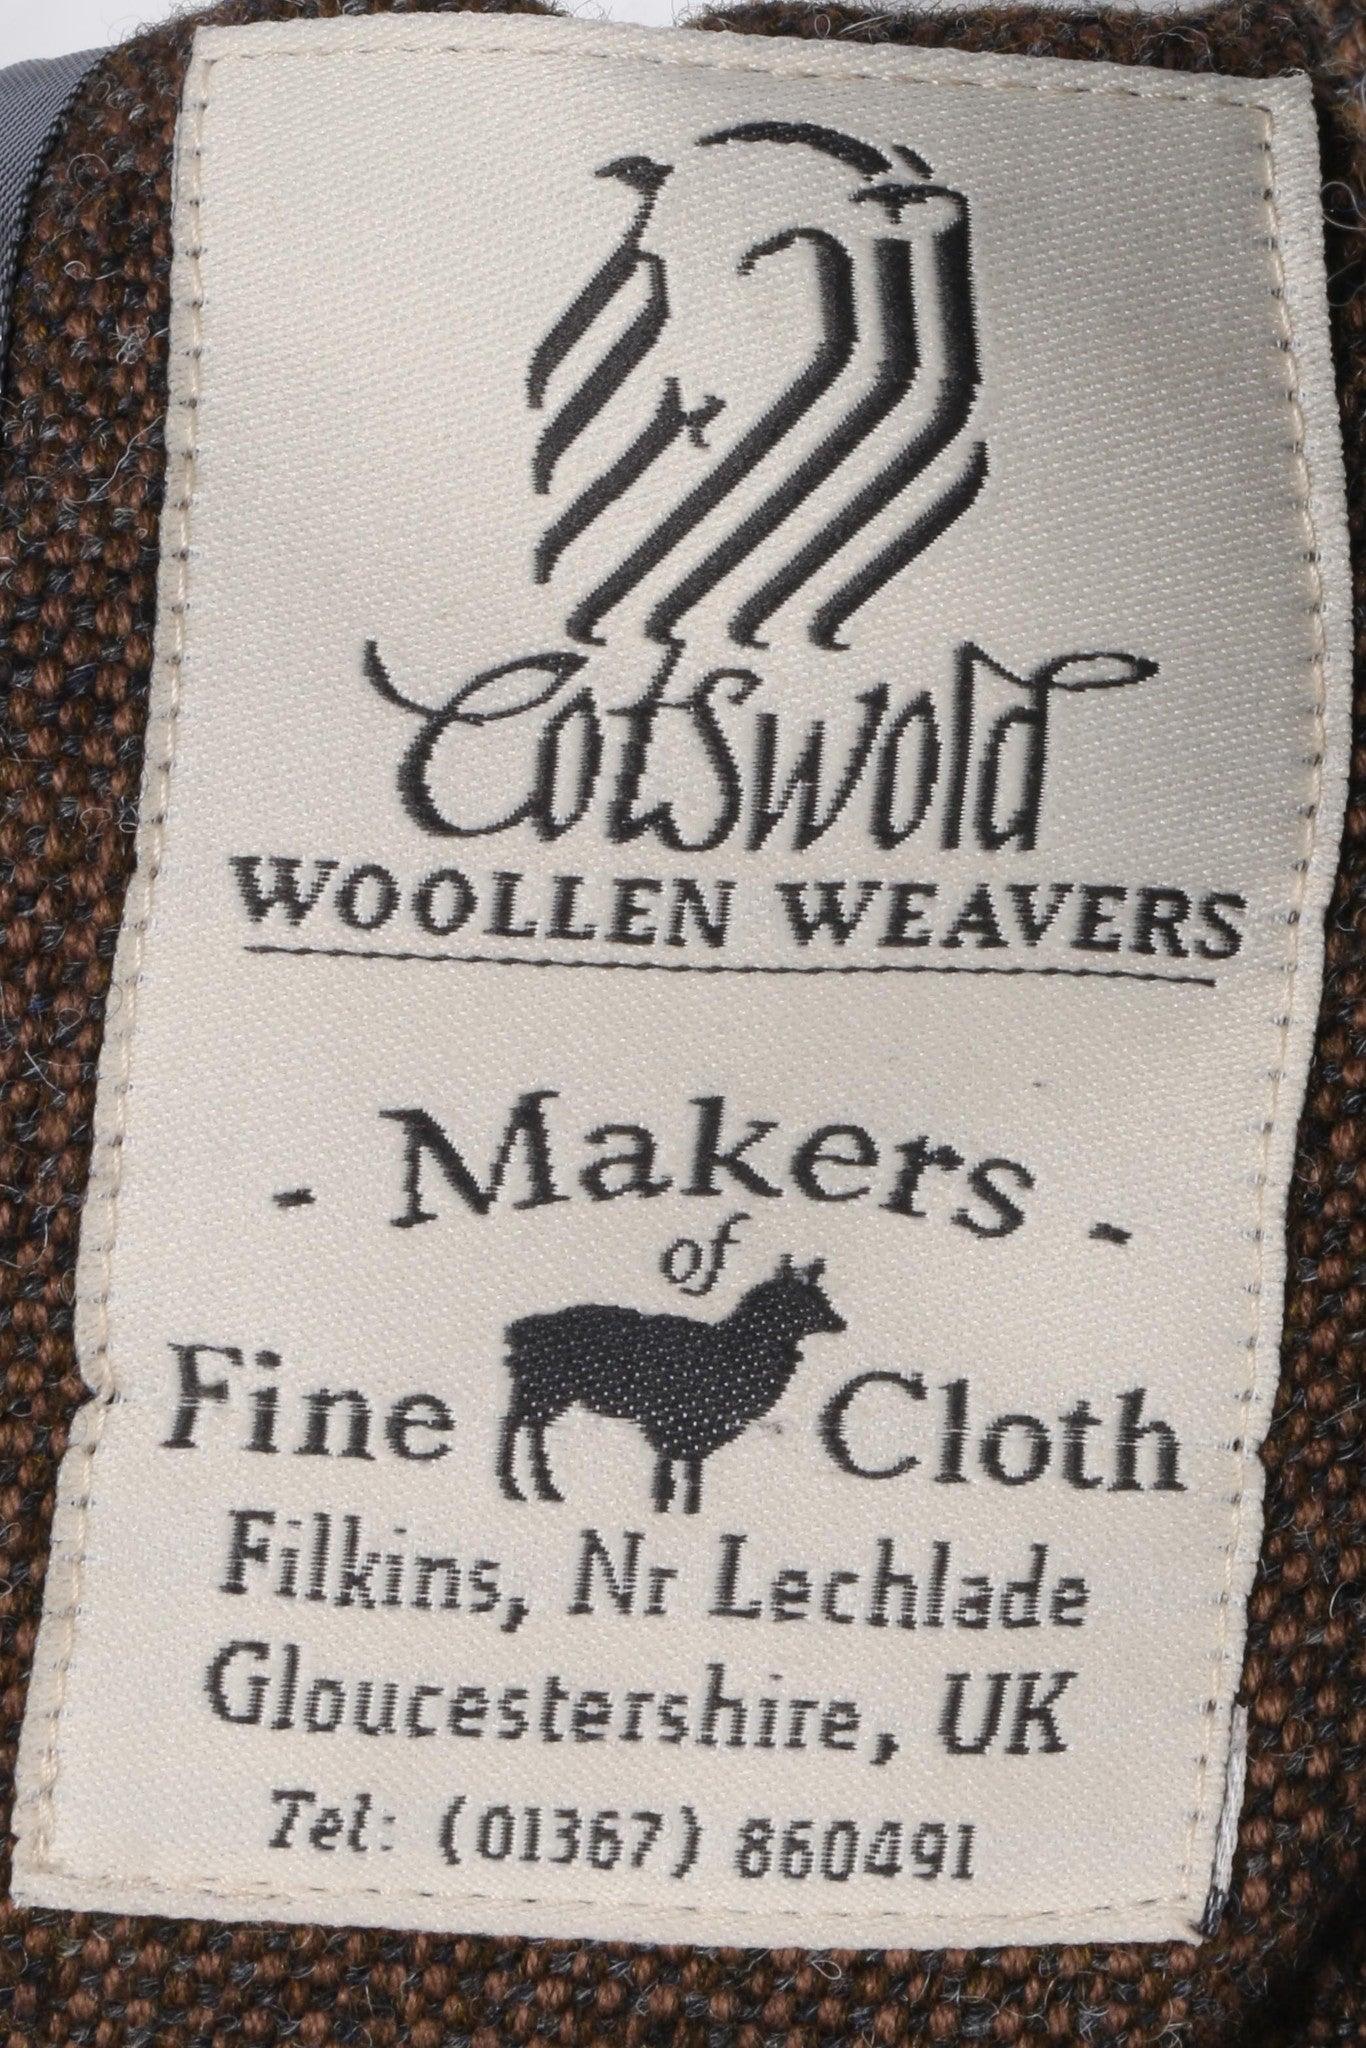 Cotswold
WOOLLEN WEAVERS
- Makers -
of
Fine Cloth
Filkins, Nr Lechlade
Gloucestershire, UK
Tel: (01367) 860491